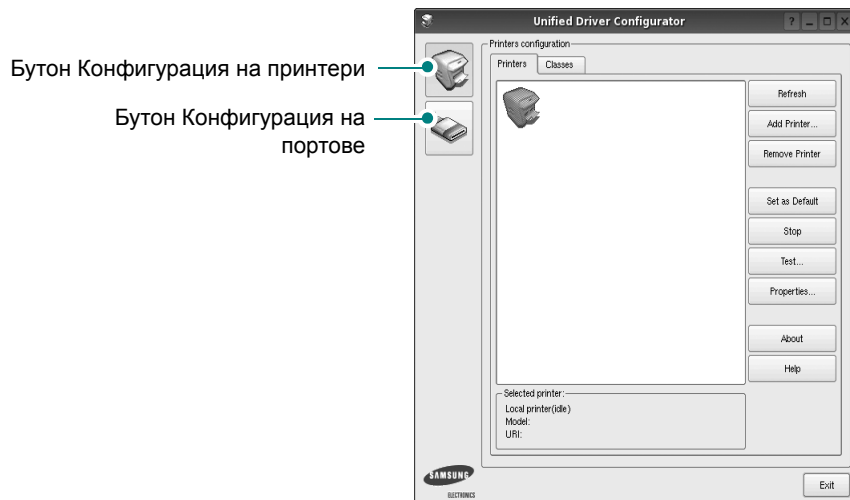 Unified Driver Configurator
Бутон Конфигурация на принтери
Бутон Конфигурация на
портове
Printers configuration
Printers
Classes
Refresh
Add Printer...
Remove Printer
Set as Default
Stop
Test...
Properties...
About
Help
Selected printer:
Local printer(idle)
Model:
URI:
SAMSUNG
ELECTRONICS
Exit